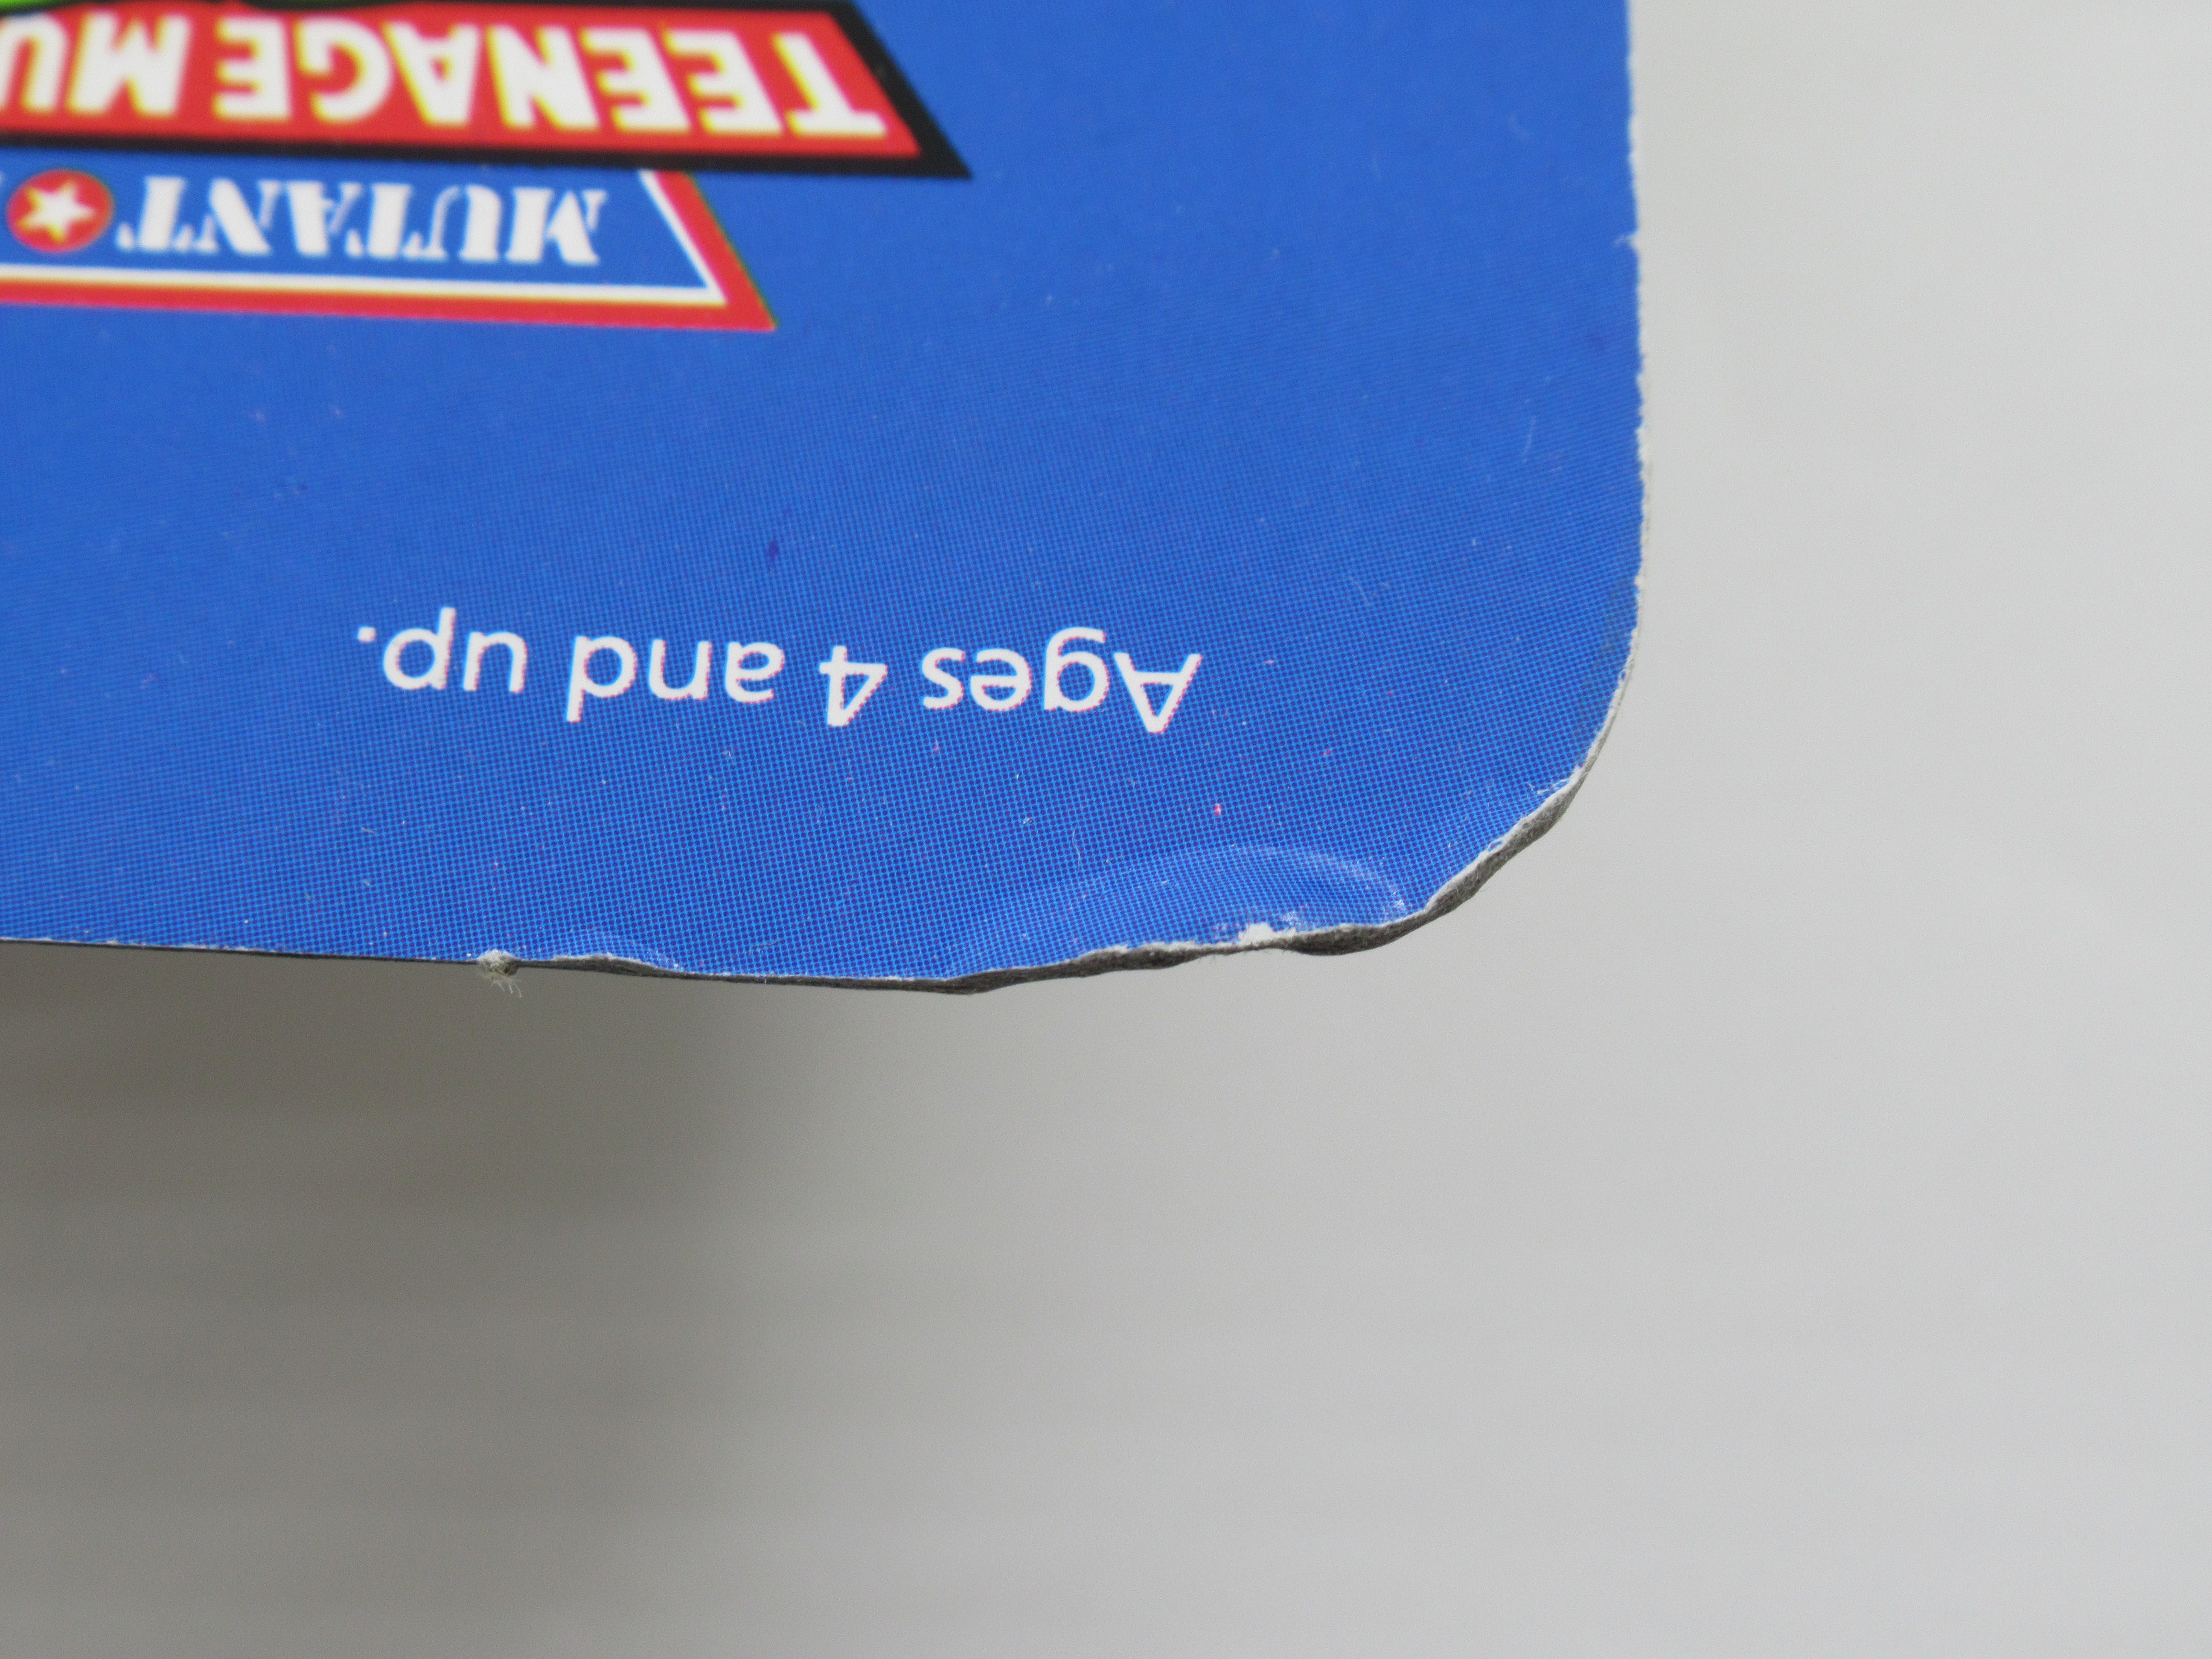 Ages 4 and up.
MUTANT
TEENAGE MU